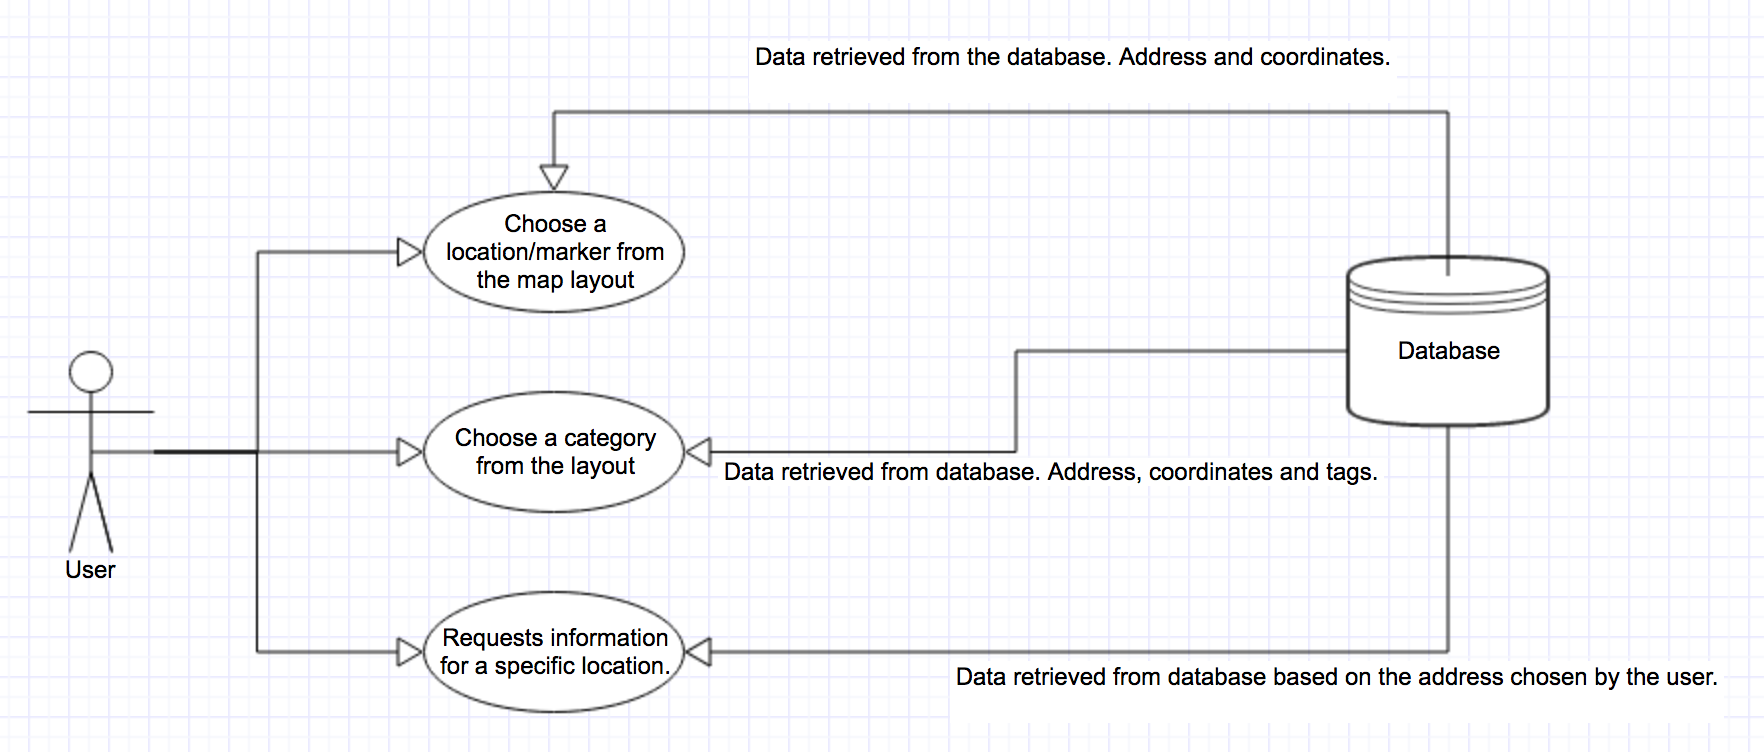 Data retrieved from the database. Address and coordinates.
Choose a
location/marker from
the map layout
Database
Choose a category
from the layout
Data retrieved from database. Address, coordinates and tags.
User
Requests information
for a specific location.
Data retrieved from database based on the address chosen by the user.